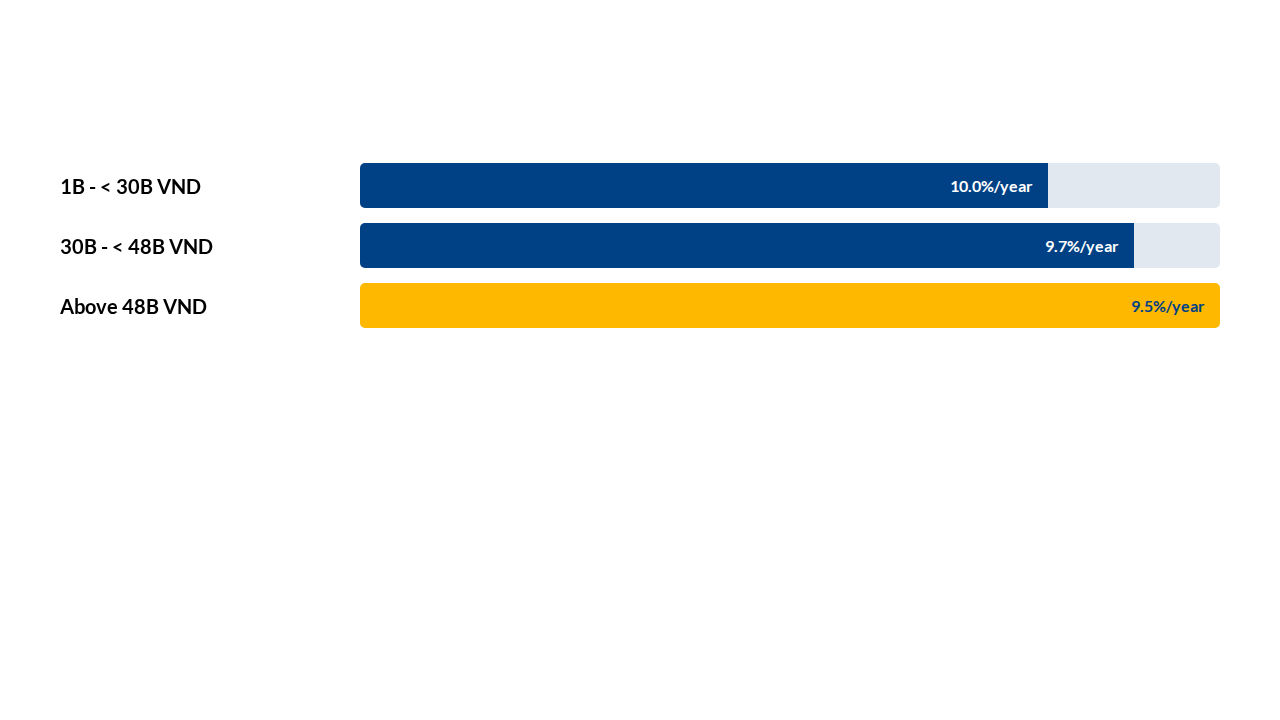 1B - < 30B VND 10.0%/year
30B - < 48B VND 9.7%/year
Above 48B VND 9.5%/year